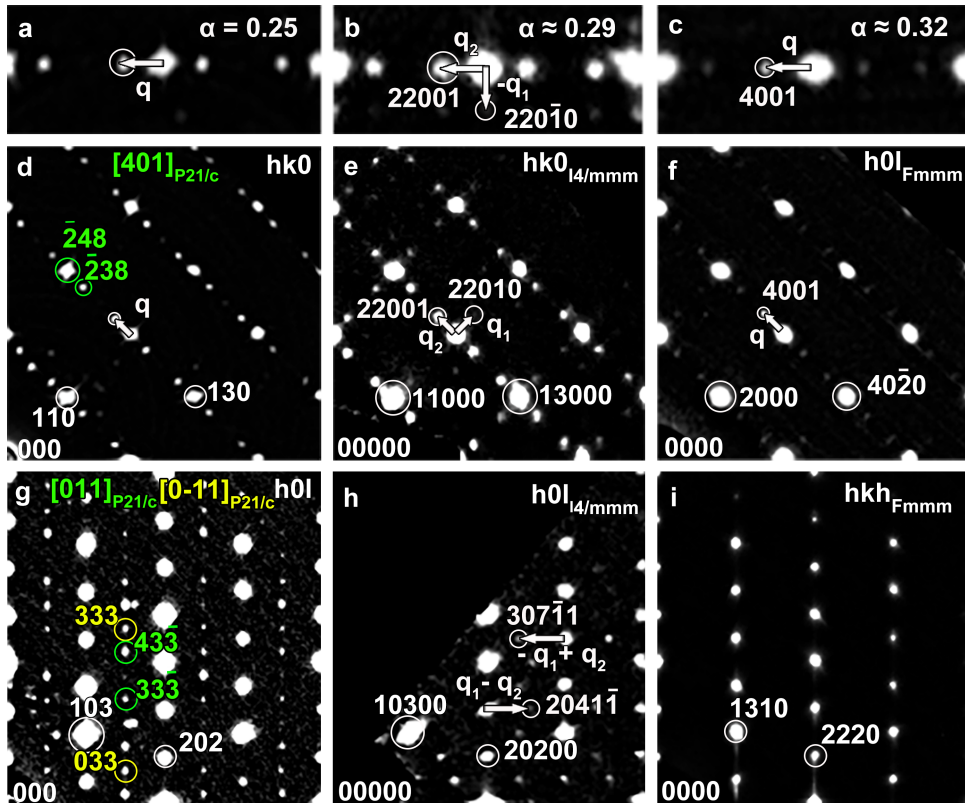 a α = 0.25
q
b α ≈ 0.29
q₂
22001 -q₁
2201̄0
c α ≈ 0.32
q
4001
d [401]P21/c hk0
2̄48
2̄38
q
110 130
000
e hk0I4/mmm
22001 22010
q₂ q₁
11000 13000
00000
f h0lFmmm
4001
q
2000 402̄0
0000
g [011]P21/c [0-11]P21/c h0l
333
433̄
333̄
103
202
033
000
h h0lI4/mmm
3071̄1
- q₁+ q₂
q₁- q₂
10300 20411̄
20200
00000
i hkhFmmm
1310
2220
0000